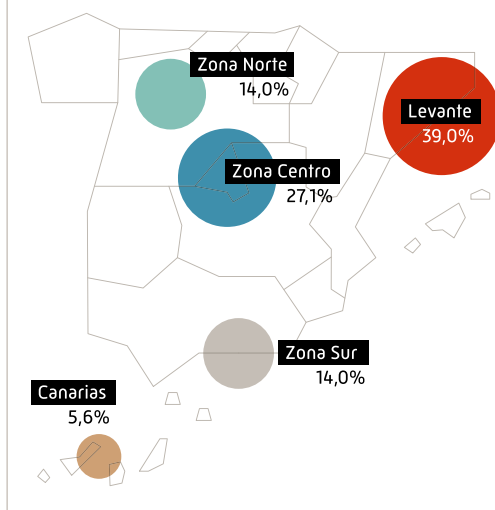 Zona Norte
14,0%
Levante
39,0%
Zona Centro
27,1%
Zona Sur
14,0%
Canarias
5,6%